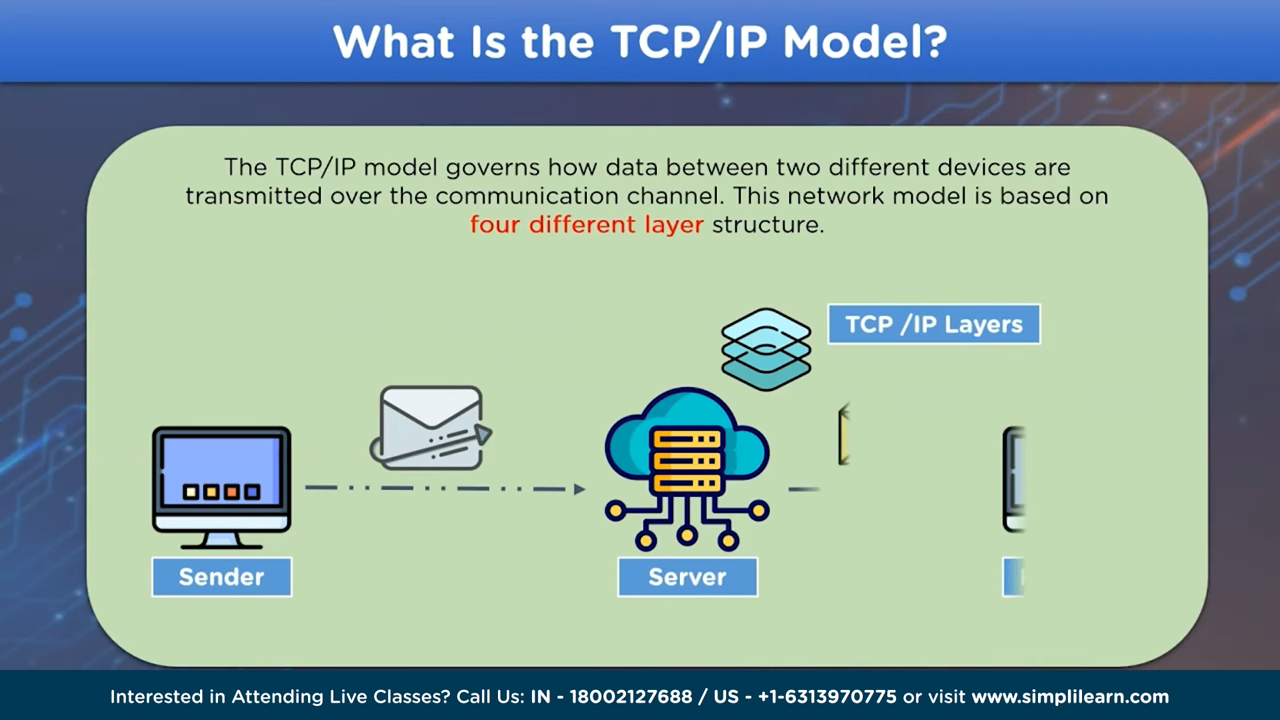 What Is the TCP/IP Model?
The TCP/IP model governs how data between two different devices are
transmitted over the communication channel. This network model is based on
four different layer structure.
TCP /IP Layers
Sender
Server
Interested in Attending Live Classes? Call Us: IN - 18002127688 / US - +1-6313970775 or visit www.simplilearn.com